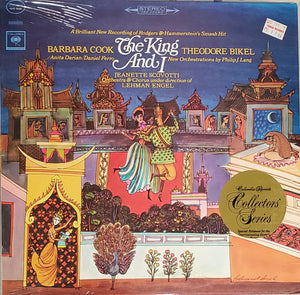 STEREO
A Brilliant New Recording of Rodgers & Hammerstein's Smash Hit
BARBARA COOK The King THEODORE BIKEL
Anita Darian: Daniel Ferro And I New Orchestrations by Philip J. Lang
JEANETTE SCOVOTTI
Orchestra & Chorus under direction of
LEHMAN ENGEL
Columbia Records
Collectors'
Series